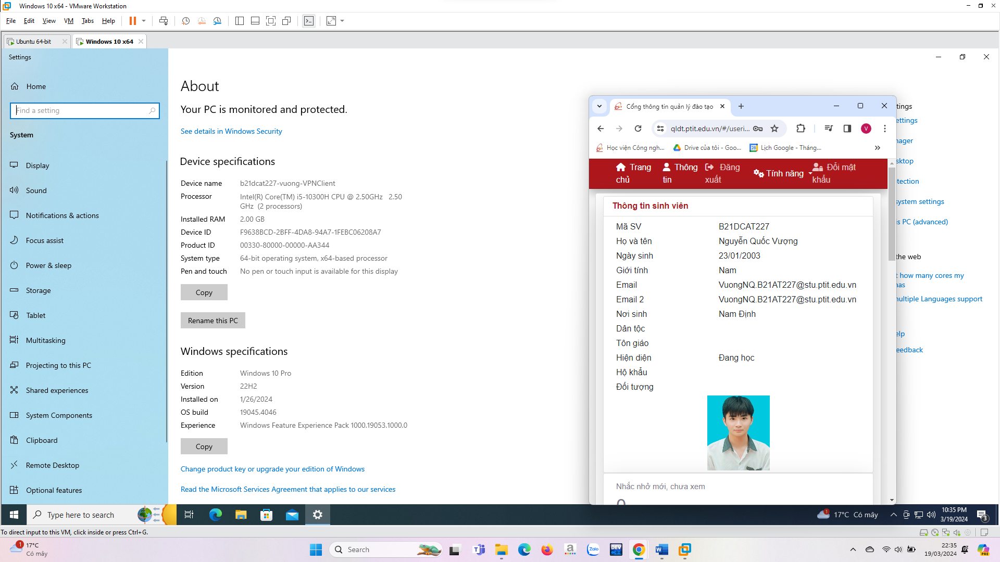 Windows 10 x64 - VMware Workstation
File Edit View VM Tabs Help
Ubuntu 64-bit
Windows 10 x64
Settings
Home
Find a setting
System
Display
Sound
Notifications & actions
Focus assist
Power & sleep
Storage
Tablet
Multitasking
Projecting to this PC
Shared experiences
System Components
Clipboard
Remote Desktop
Optional features
About
Your PC is monitored and protected.
See details in Windows Security
Device specifications
Device name b21dcat227-vuong-VPNClient
Processor Intel(R) Core(TM) i5-10300H CPU @ 2.50GHz 2.50
GHz (2 processors)
Installed RAM 2.00 GB
Device ID F9638BCD-2BFF-4DA8-94A7-1FEBC06208A7
Product ID 00330-80000-00000-AA344
System type 64-bit operating system, x64-based processor
Pen and touch No pen or touch input is available for this display
Copy
Rename this PC
Windows specifications
Edition Windows 10 Pro
Version 22H2
Installed on 1/26/2024
OS build 19045.4046
Experience Windows Feature Experience Pack 1000.19053.1000.0
Copy
Change product key or upgrade your edition of Windows
Read the Microsoft Services Agreement that applies to our services
tings
ettings
nager
sktop
tection
system settings
s PC (advanced)
the web
t how many cores my
nas
nultiple Languages support
elp
eedback
Cổng thông tin quản lý đào tạo
qldt.ptit.edu.vn/#/useri...
V
Học viện Công ngh...
Drive của tôi - Goo...
28
Lịch Google - Tháng...
Trang chủ
Thông tin
Đăng xuất
Tính năng
Đổi mật khẩu
Thông tin sinh viên
Mã SV B21DCAT227
Họ và tên Nguyễn Quốc Vượng
Ngày sinh 23/01/2003
Giới tính Nam
Email VuongNQ.B21AT227@stu.ptit.edu.vn
Email 2 VuongNQ.B21AT227@stu.ptit.edu.vn
Nơi sinh Nam Định
Dân tộc
Tôn giáo
Hiện diện Đang học
Hộ khẩu
Đối tượng
Nhắc nhở mới, chưa xem
0
Type here to search
1
17°C Có mây
10:35 PM
3/19/2024
3
To direct input to this VM, click inside or press Ctrl+G.
1
17°C
Có mây
Search
a
Zalo
DEV
W
22:35
19/03/2024
PRE